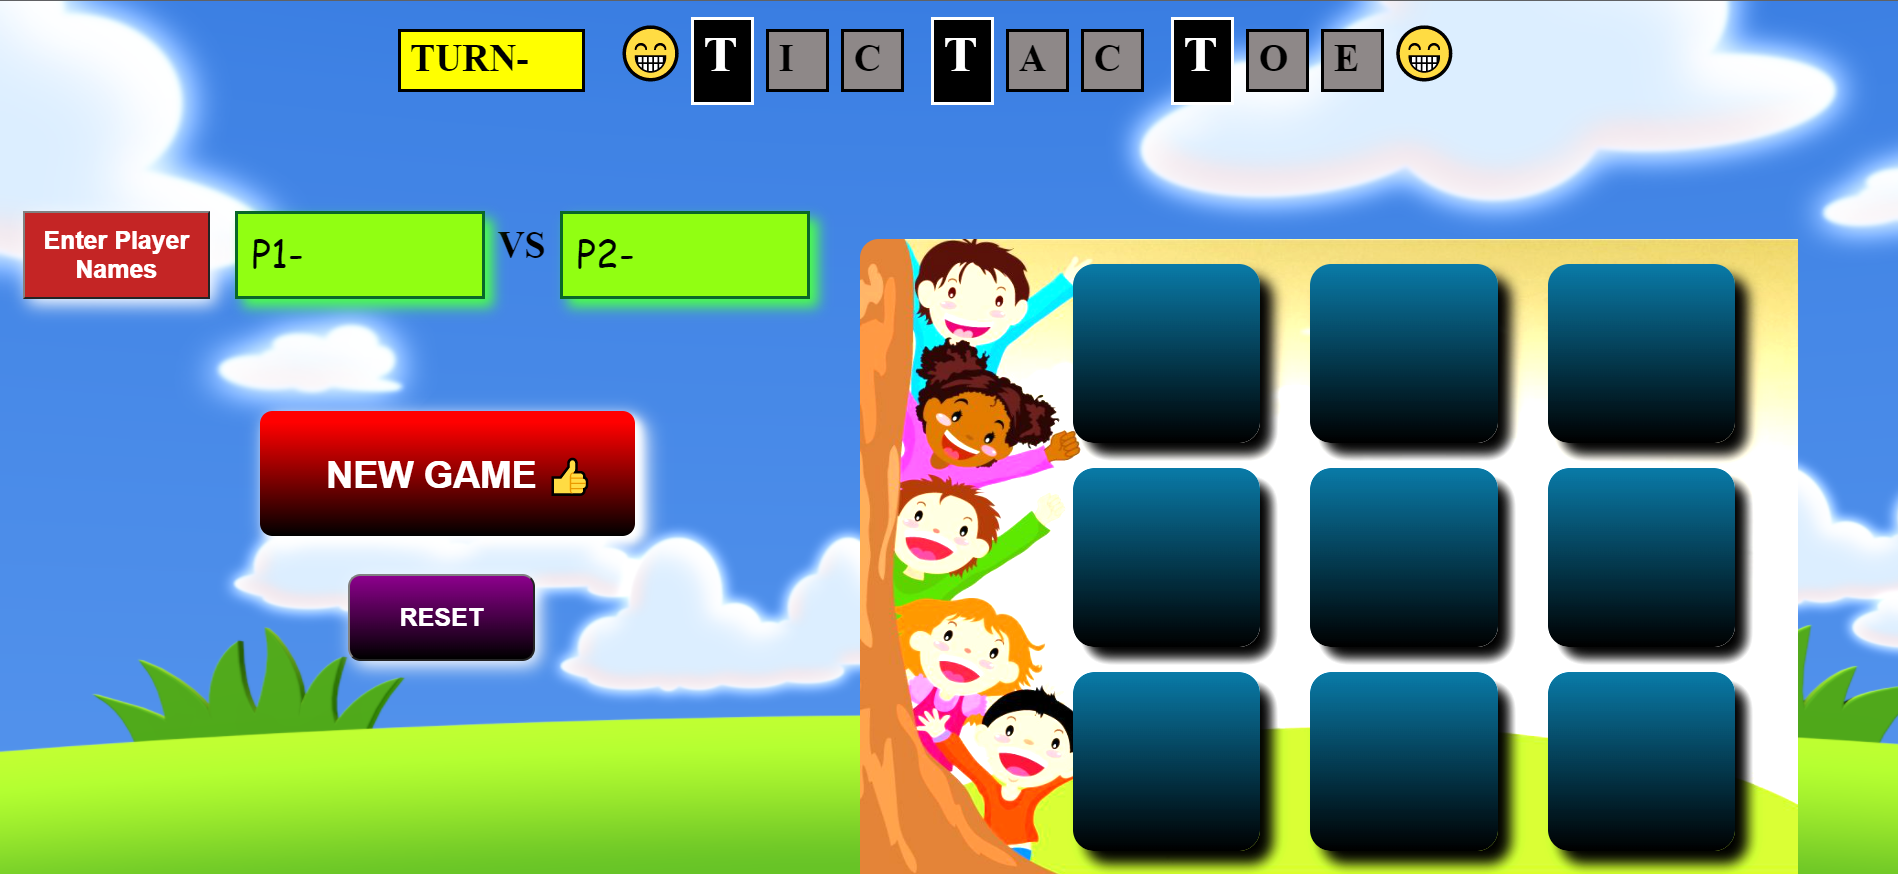 TURN-
T I C T A C T O E
Enter Player
Names
P1-
VS
P2-
NEW GAME
RESET